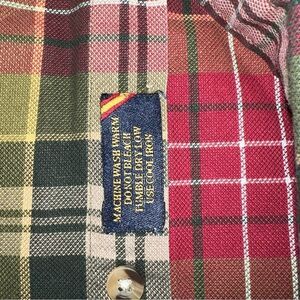 MACHINE WASH WARM
DO NOT BLEACH
TUMBLE DRY LOW
USE COOL IRON